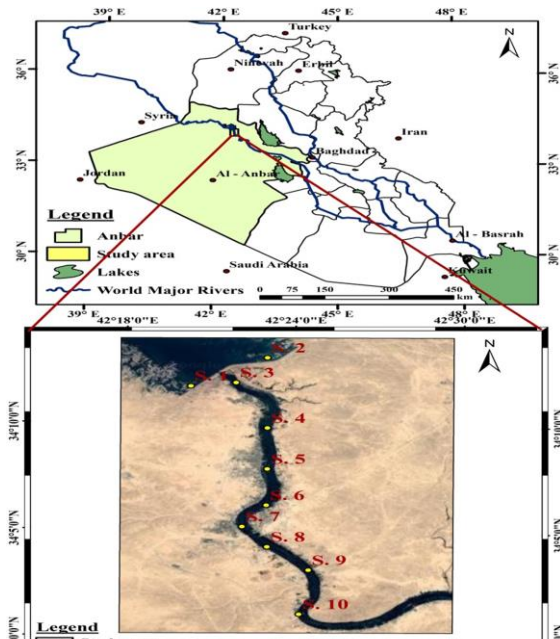 39° E 42° E 45° E 48° E
Turkey
N
36° N Ninavah Erbil 36° N
Syria Iran
Baghdad
33° N 33° N
Jordan Al - Anbar
Legend
Anbar Al - Basrah
Study area 30° N
30° N Lakes Saudi Arabia Kuwait
World Major Rivers 0 75 150 300 450
km
39° E 42° E 45° E
42°18'0"E 42°24'0"E 42°30'0"E
N
S. 2
S. 1 S. 3
34°10'0"N S. 4
S. 5
S. 6
S. 7
34°5'0"N S. 8
S. 9
S. 10
Legend